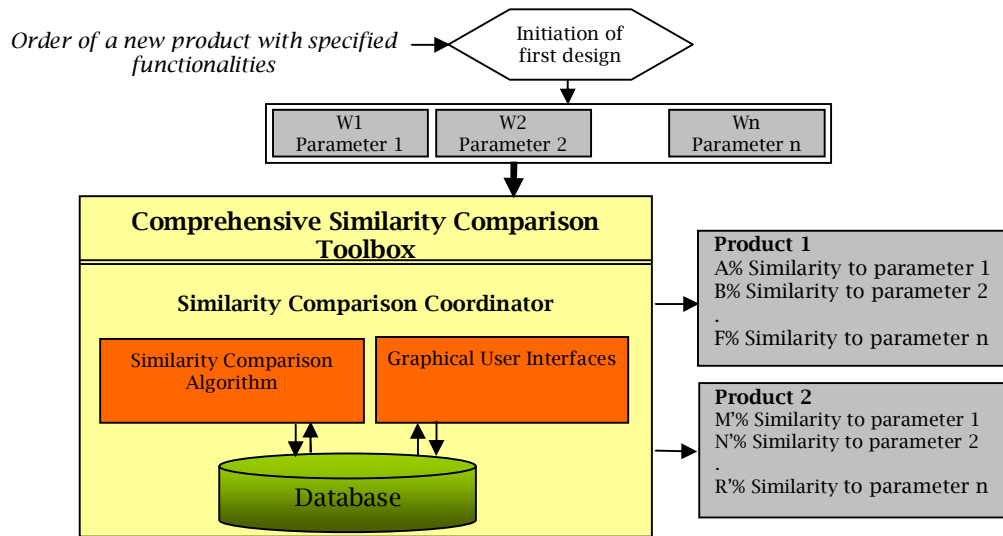 Order of a new product with specified
functionalities
Initiation of
first design
W1
Parameter 1
W2
Parameter 2
Wn
Parameter n
Comprehensive Similarity Comparison
Toolbox
Similarity Comparison Coordinator
Similarity Comparison
Algorithm
Graphical User Interfaces
Database
Product 1
A% Similarity to parameter 1
B% Similarity to parameter 2
.
F% Similarity to parameter n
Product 2
M’% Similarity to parameter 1
N’% Similarity to parameter 2
.
R’% Similarity to parameter n